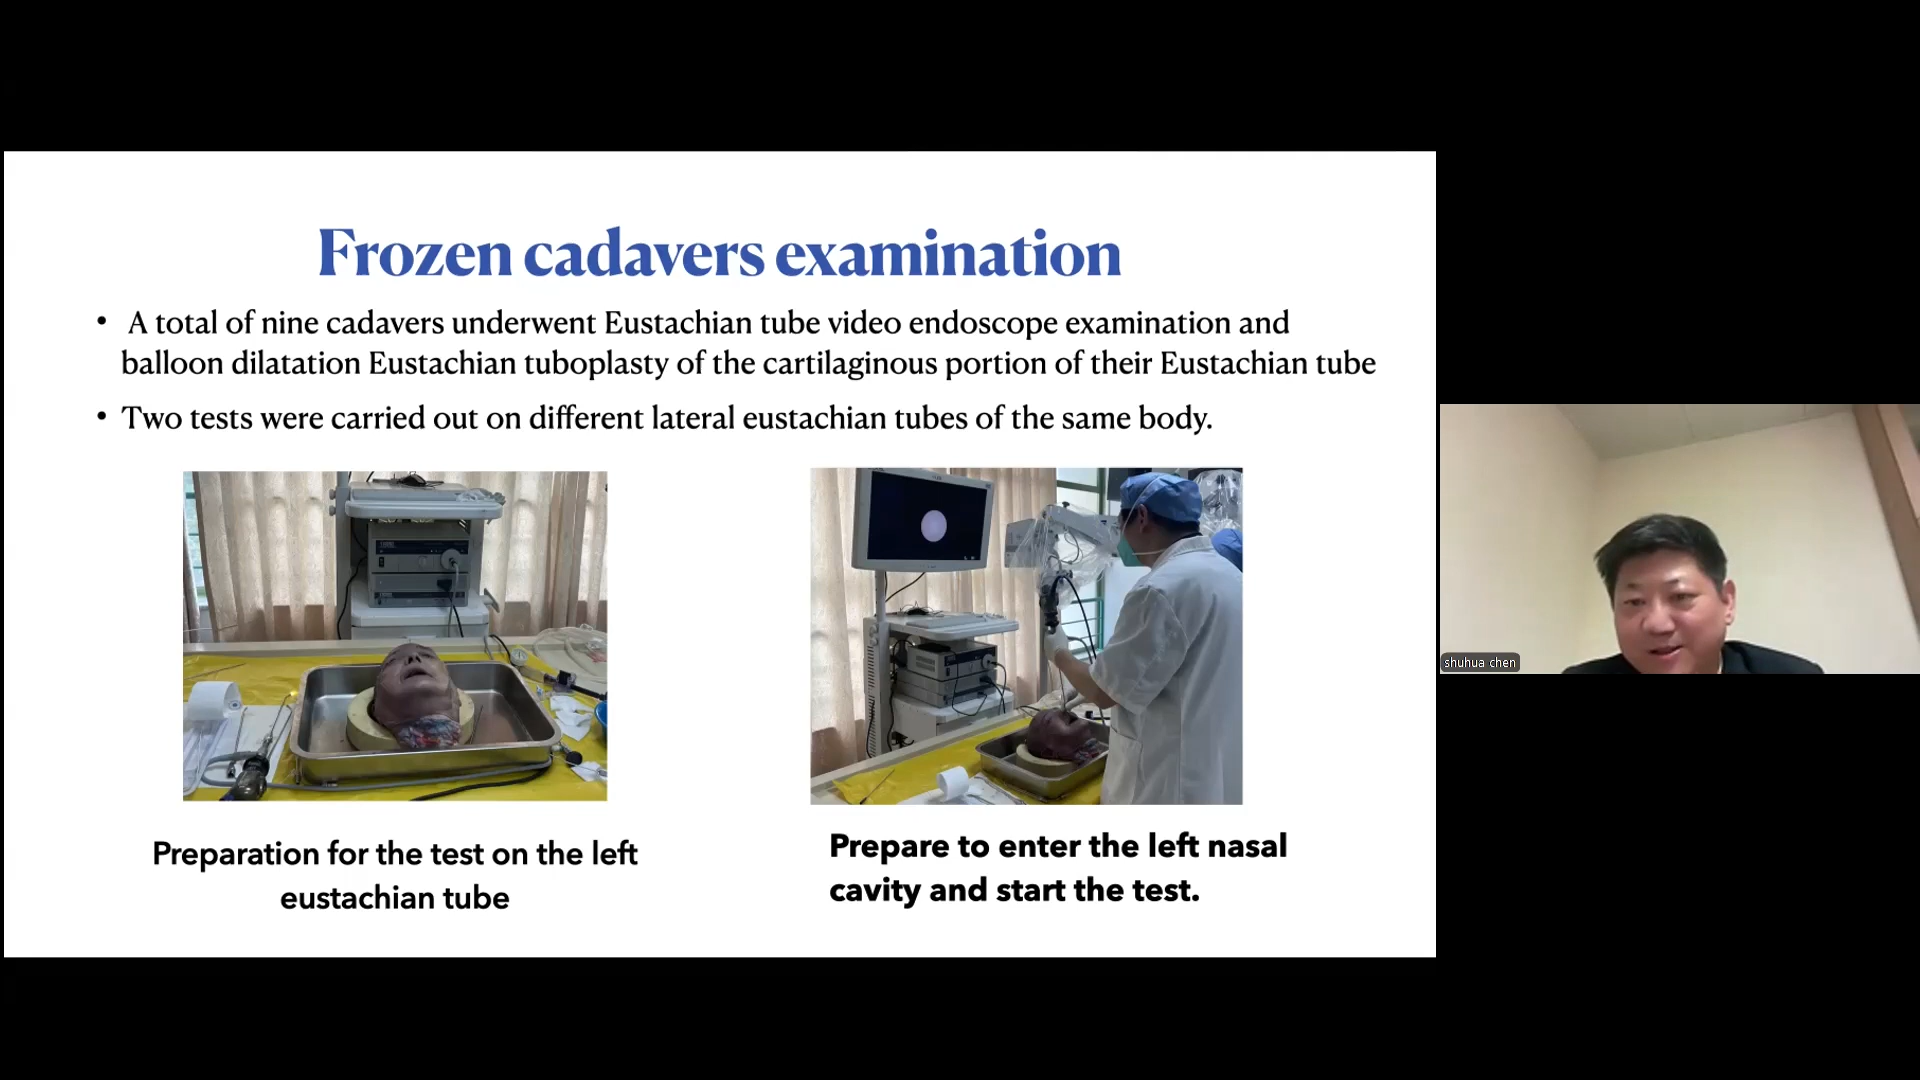 Frozen cadavers examination
• A total of nine cadavers underwent Eustachian tube video endoscope examination and
balloon dilatation Eustachian tuboplasty of the cartilaginous portion of their Eustachian tube
• Two tests were carried out on different lateral eustachian tubes of the same body.
Preparation for the test on the left
eustachian tube
Prepare to enter the left nasal
cavity and start the test.
shuhua chen